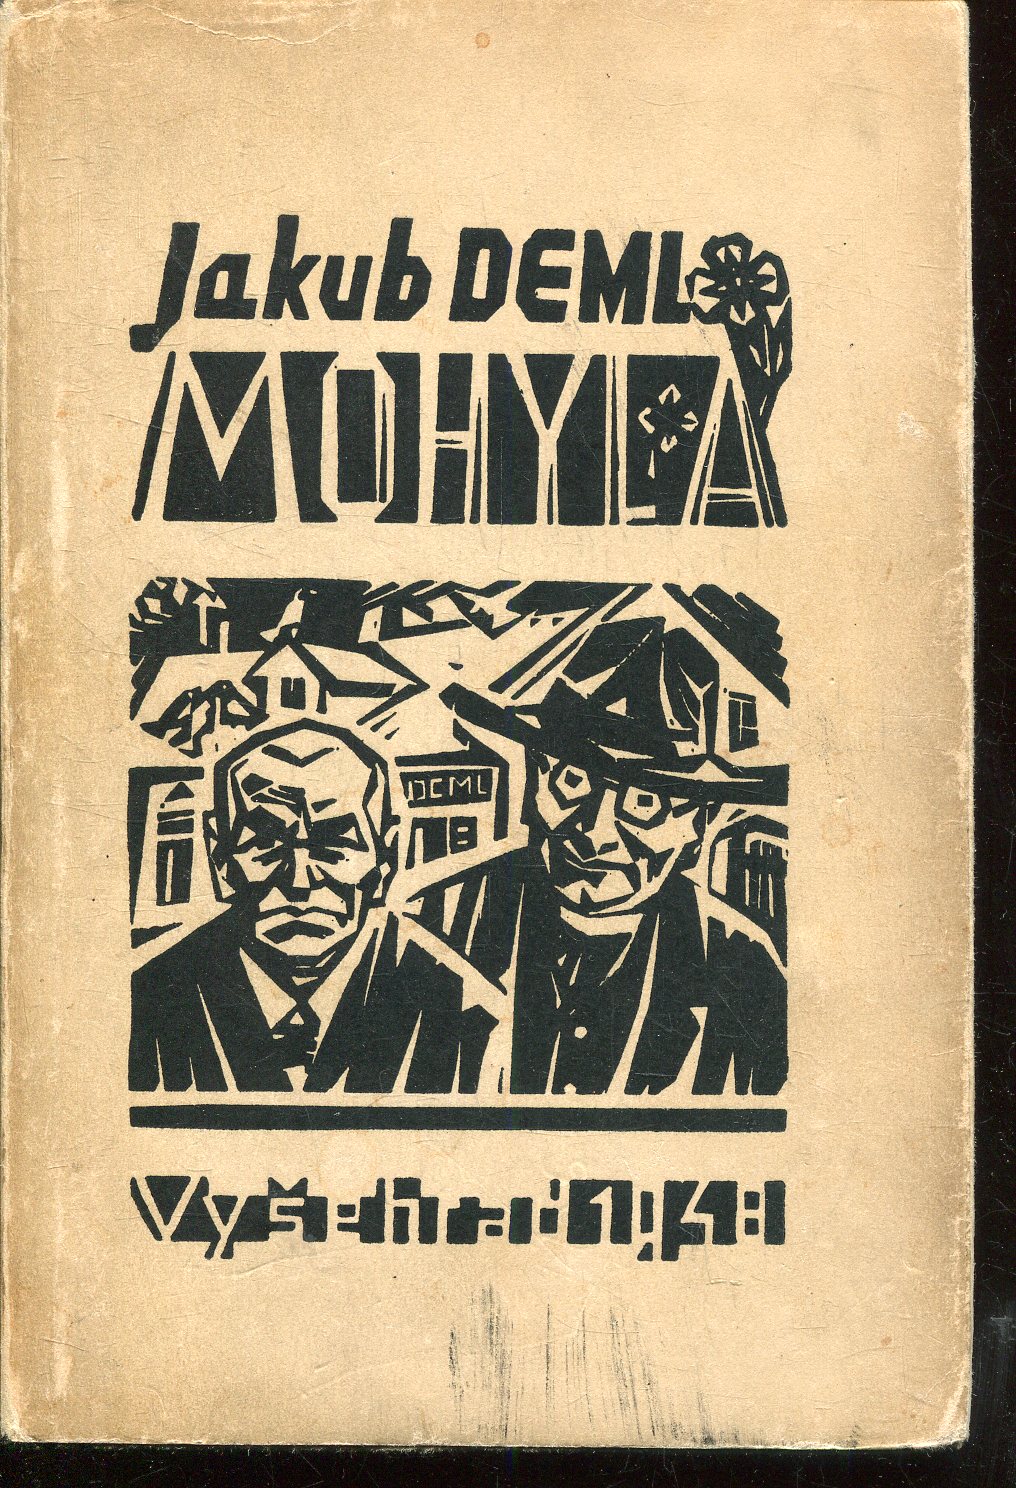 Jakub DEML
MOHYLA
DEML
Vyšehrad 1948